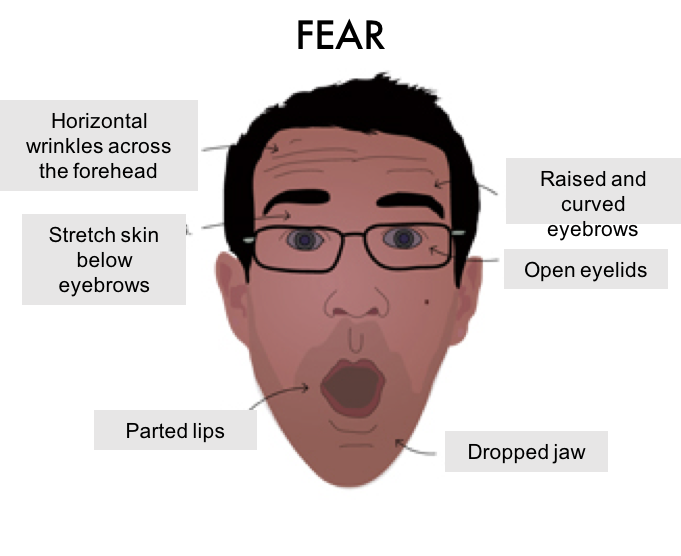 FEAR
Horizontal
wrinkles across
the forehead
Raised and
curved
eyebrows
Stretch skin
below
eyebrows
Open eyelids
Parted lips
Dropped jaw